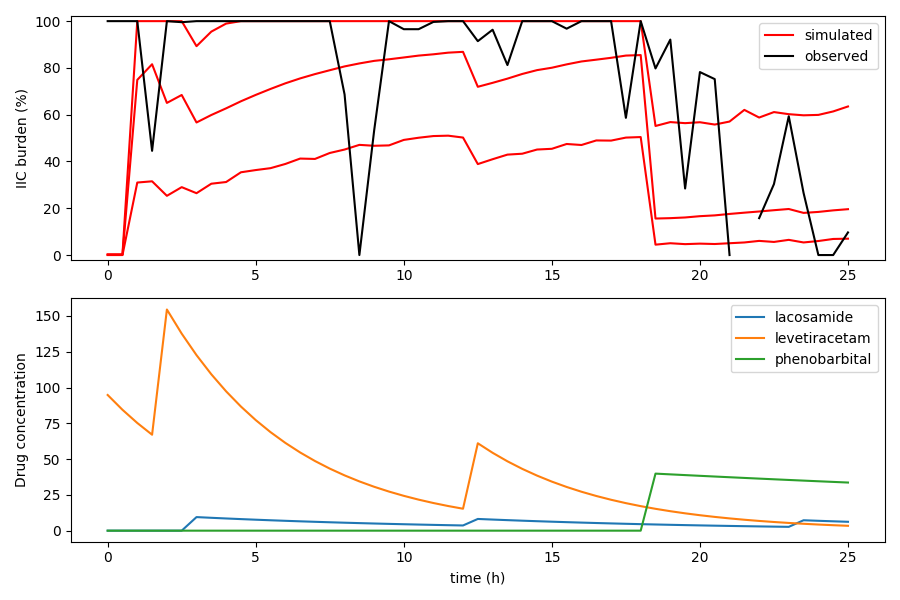 100
80
60
40
20
0
IIC burden (%)
simulated
observed
0 5 10 15 20 25
150
125
100
75
50
25
0
Drug concentration
lacosamide
levetiracetam
phenobarbital
0 5 10 15 20 25
time (h)